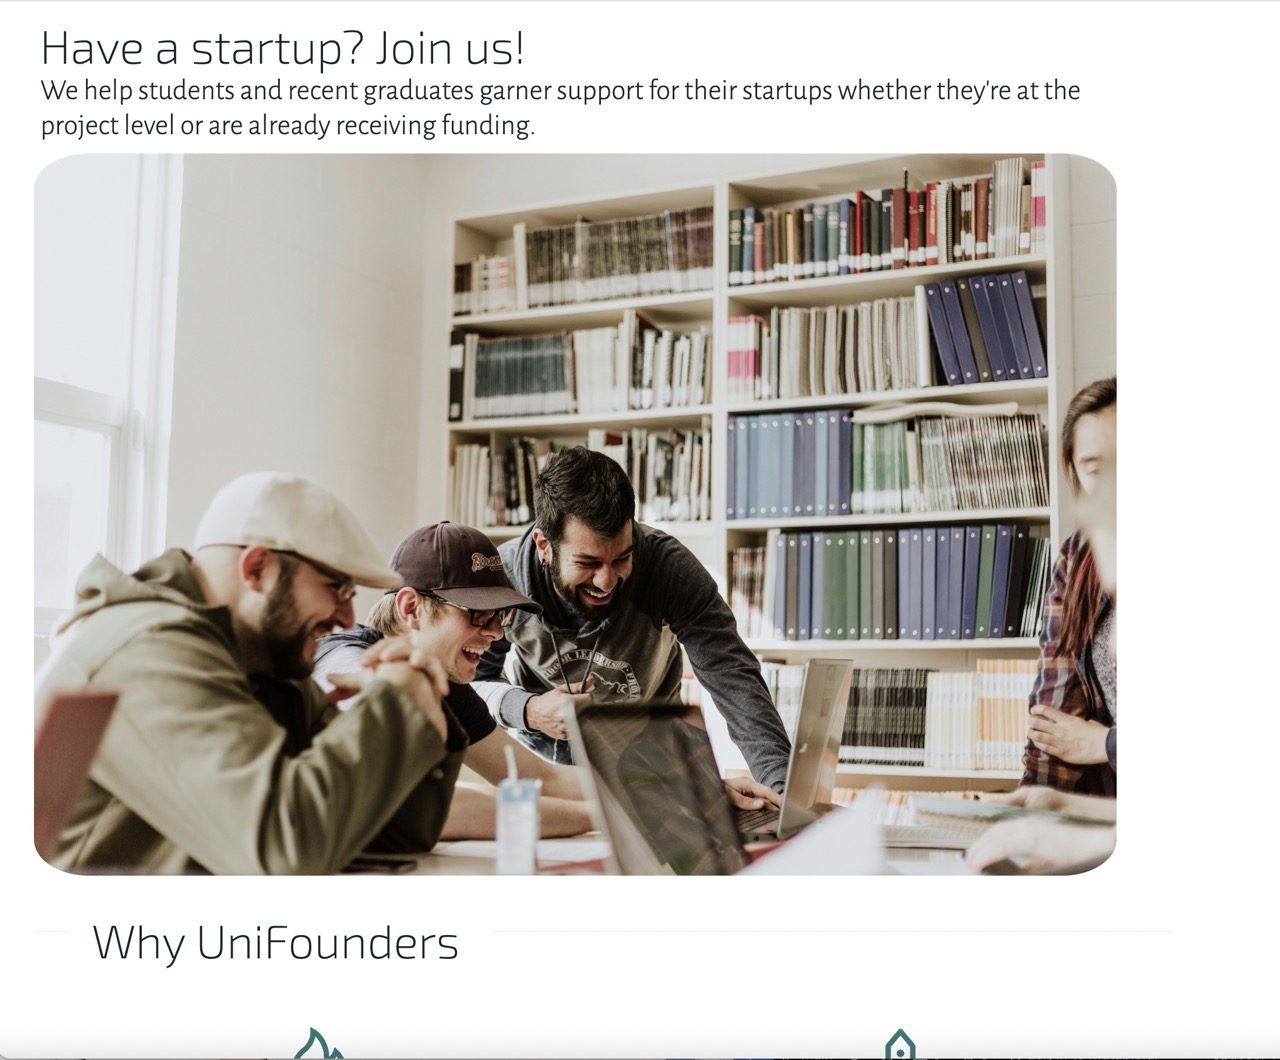 Have a startup? Join us!
We help students and recent graduates garner support for their startups whether they're at the
project level or are already receiving funding.
Why UniFounders